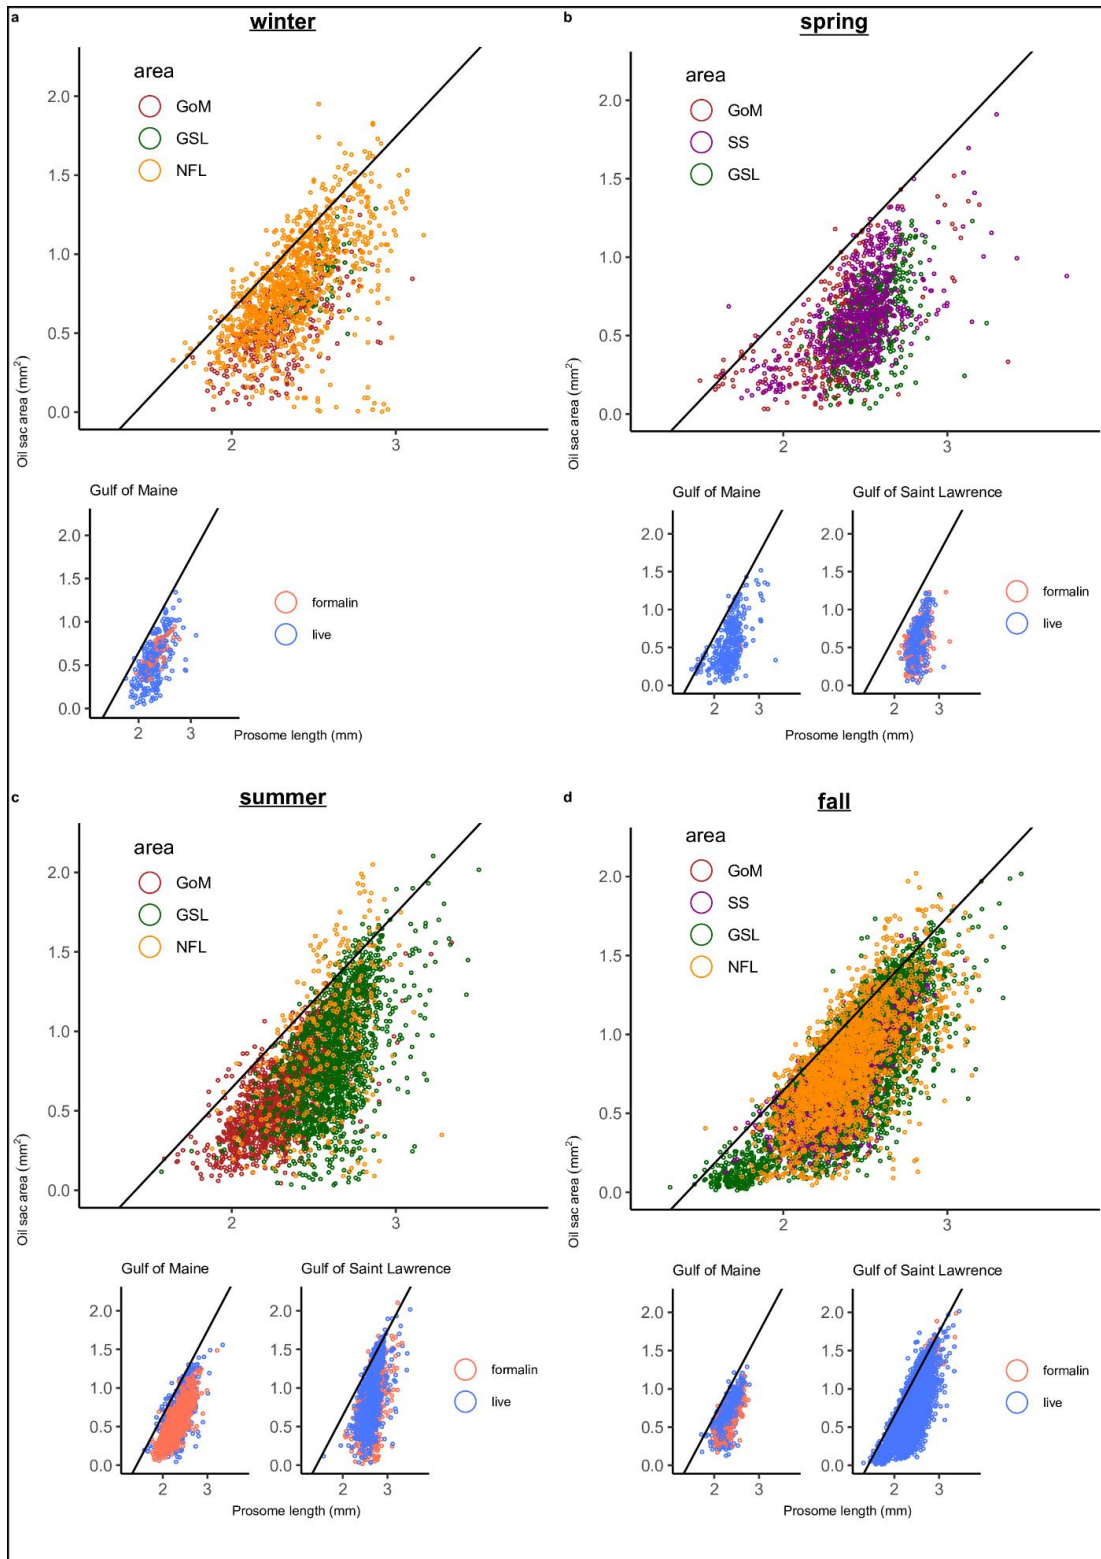 a
winter
area
GoM
GSL
NFL
2.0
1.5
1.0
0.5
0.0
2 3
Oil sac area (mm²)
Gulf of Maine
2.0
1.5
1.0
0.5
0.0
2 3
formalin
live
Prosome length (mm)
b
spring
area
GoM
SS
GSL
2.0
1.5
1.0
0.5
0.0
2 3
Oil sac area (mm²)
Gulf of Maine
2.0
1.5
1.0
0.5
0.0
2 3
Gulf of Saint Lawrence
2.0
1.5
1.0
0.5
0.0
2 3
formalin
live
Prosome length (mm)
c
summer
area
GoM
GSL
NFL
2.0
1.5
1.0
0.5
0.0
2 3
Oil sac area (mm²)
Gulf of Maine
2.0
1.5
1.0
0.5
0.0
2 3
Gulf of Saint Lawrence
2.0
1.5
1.0
0.5
0.0
2 3
formalin
live
Prosome length (mm)
d
fall
area
GoM
SS
GSL
NFL
2.0
1.5
1.0
0.5
0.0
2 3
Oil sac area (mm²)
Gulf of Maine
2.0
1.5
1.0
0.5
0.0
2 3
Gulf of Saint Lawrence
2.0
1.5
1.0
0.5
0.0
2 3
formalin
live
Prosome length (mm)